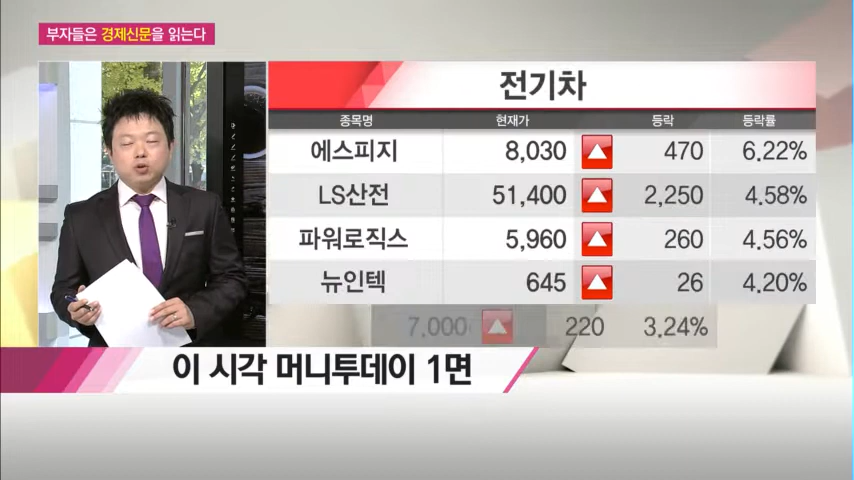 부자들은 경제신문을 읽는다
전기차
종목명 현재가 등락 등락률
에스피지 8,030 470 6.22%
LS산전 51,400 2,250 4.58%
파워로직스 5,960 260 4.56%
뉴인텍 645 26 4.20%
7,000 220 3.24%
이 시각 머니투데이 1면